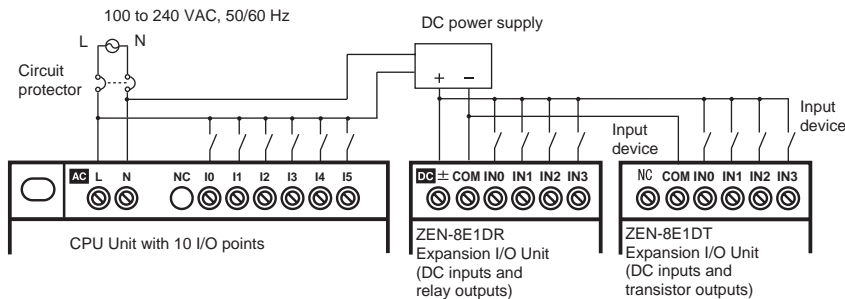 100 to 240 VAC, 50/60 Hz
L N
Circuit
protector
DC power supply
+ −
Input
device
Input
device
AC L N NC I0 I1 I2 I3 I4 I5
DC ± COM IN0 IN1 IN2 IN3
NC COM IN0 IN1 IN2 IN3
CPU Unit with 10 I/O points
ZEN-8E1DR
Expansion I/O Unit
(DC inputs and
relay outputs)
ZEN-8E1DT
Expansion I/O Unit
(DC inputs and
transistor outputs)